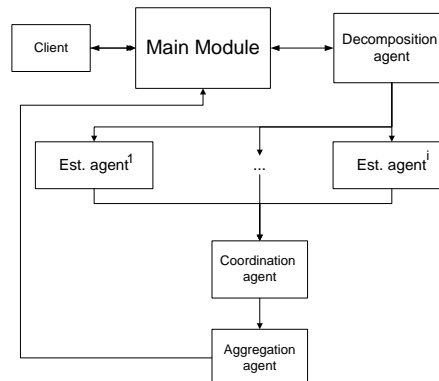 Client
Main Module
Decomposition
agent
Est. agent1
...
Est. agenti
Coordination
agent
Aggregation
agent